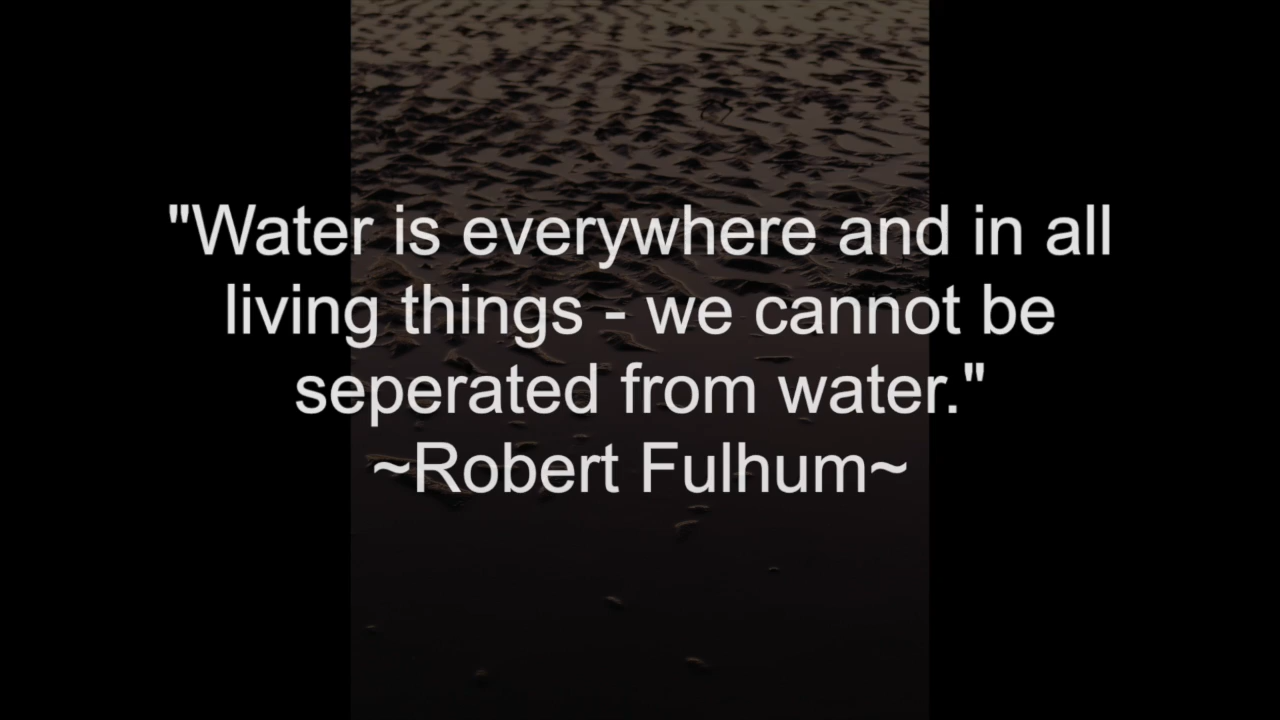 "Water is everywhere and in all
living things - we cannot be
seperated from water."
~Robert Fulhum~